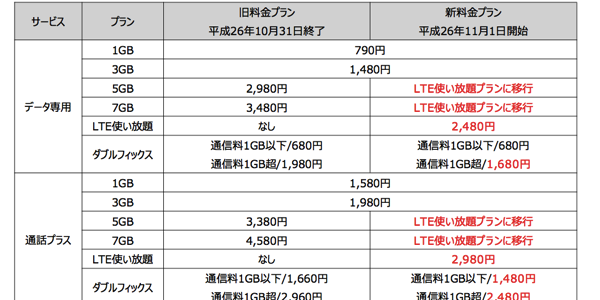 サービス プラン 旧料金プラン 新料金プラン
平成26年10月31日終了 平成26年11月1日開始
データ専用
1GB 790円
3GB 1,480円
5GB 2,980円 LTE使い放題プランに移行
7GB 3,480円 LTE使い放題プランに移行
LTE使い放題 なし 2,480円
ダブルフィックス
通信料1GB以下/680円 通信料1GB以下/680円
通信料1GB超/1,980円 通信料1GB超/1,680円
通話プラス
1GB 1,580円
3GB 1,980円
5GB 3,380円 LTE使い放題プランに移行
7GB 4,580円 LTE使い放題プランに移行
LTE使い放題 なし 2,980円
ダブルフィックス
通信料1GB以下/1,660円 通信料1GB以下/1,480円
通信料1GB超/2,960円 通信料1GB超/2,480円